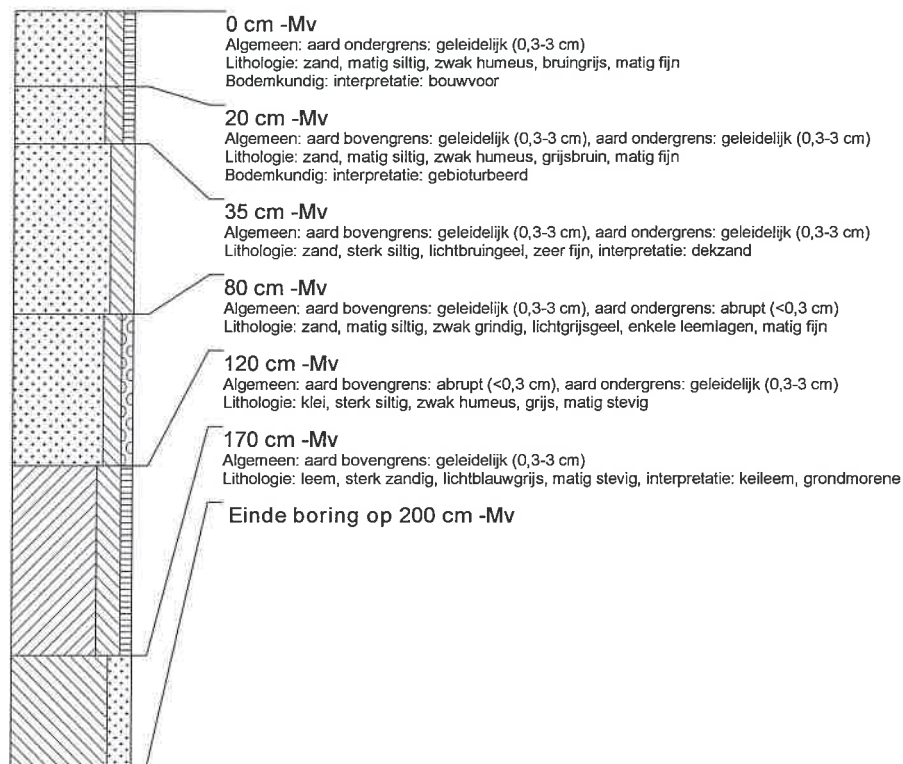 0 cm -Mv
Algemeen: aard ondergrens: geleidelijk (0,3-3 cm)
Lithologie: zand, matig siltig, zwak humeus, bruingrijs, matig fijn
Bodemkundig: interpretatie: bouwvoor
20 cm -Mv
Algemeen: aard bovengrens: geleidelijk (0,3-3 cm), aard ondergrens: geleidelijk (0,3-3 cm)
Lithologie: zand, matig siltig, zwak humeus, grijsbruin, matig fijn
Bodemkundig: interpretatie: gebioturbeerd
35 cm -Mv
Algemeen: aard bovengrens: geleidelijk (0,3-3 cm), aard ondergrens: geleidelijk (0,3-3 cm)
Lithologie: zand, sterk siltig, lichtbruingeel, zeer fijn, interpretatie: dekzand
80 cm -Mv
Algemeen: aard bovengrens: geleidelijk (0,3-3 cm), aard ondergrens: abrupt (<0,3 cm)
Lithologie: zand, matig siltig, zwak grindig, lichtgrijsgeel, enkele leemlagen, matig fijn
120 cm -Mv
Algemeen: aard bovengrens: abrupt (<0,3 cm), aard ondergrens: geleidelijk (0,3-3 cm)
Lithologie: klei, sterk siltig, zwak humeus, grijs, matig stevig
170 cm -Mv
Algemeen: aard bovengrens: geleidelijk (0,3-3 cm)
Lithologie: leem, sterk zandig, lichtblauwgrijs, matig stevig, interpretatie: keileem, grondmorene
Einde boring op 200 cm -Mv